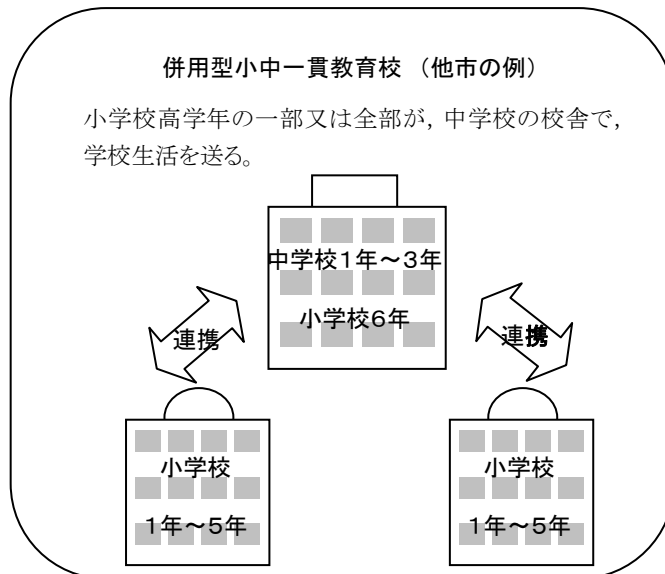 併用型小中一貫教育校 （他市の例）
小学校高学年の一部又は全部が，中学校の校舎で，
学校生活を送る。
中学校１年～３年
小学校６年
連携
連携
小学校
１年～５年
小学校
１年～５年